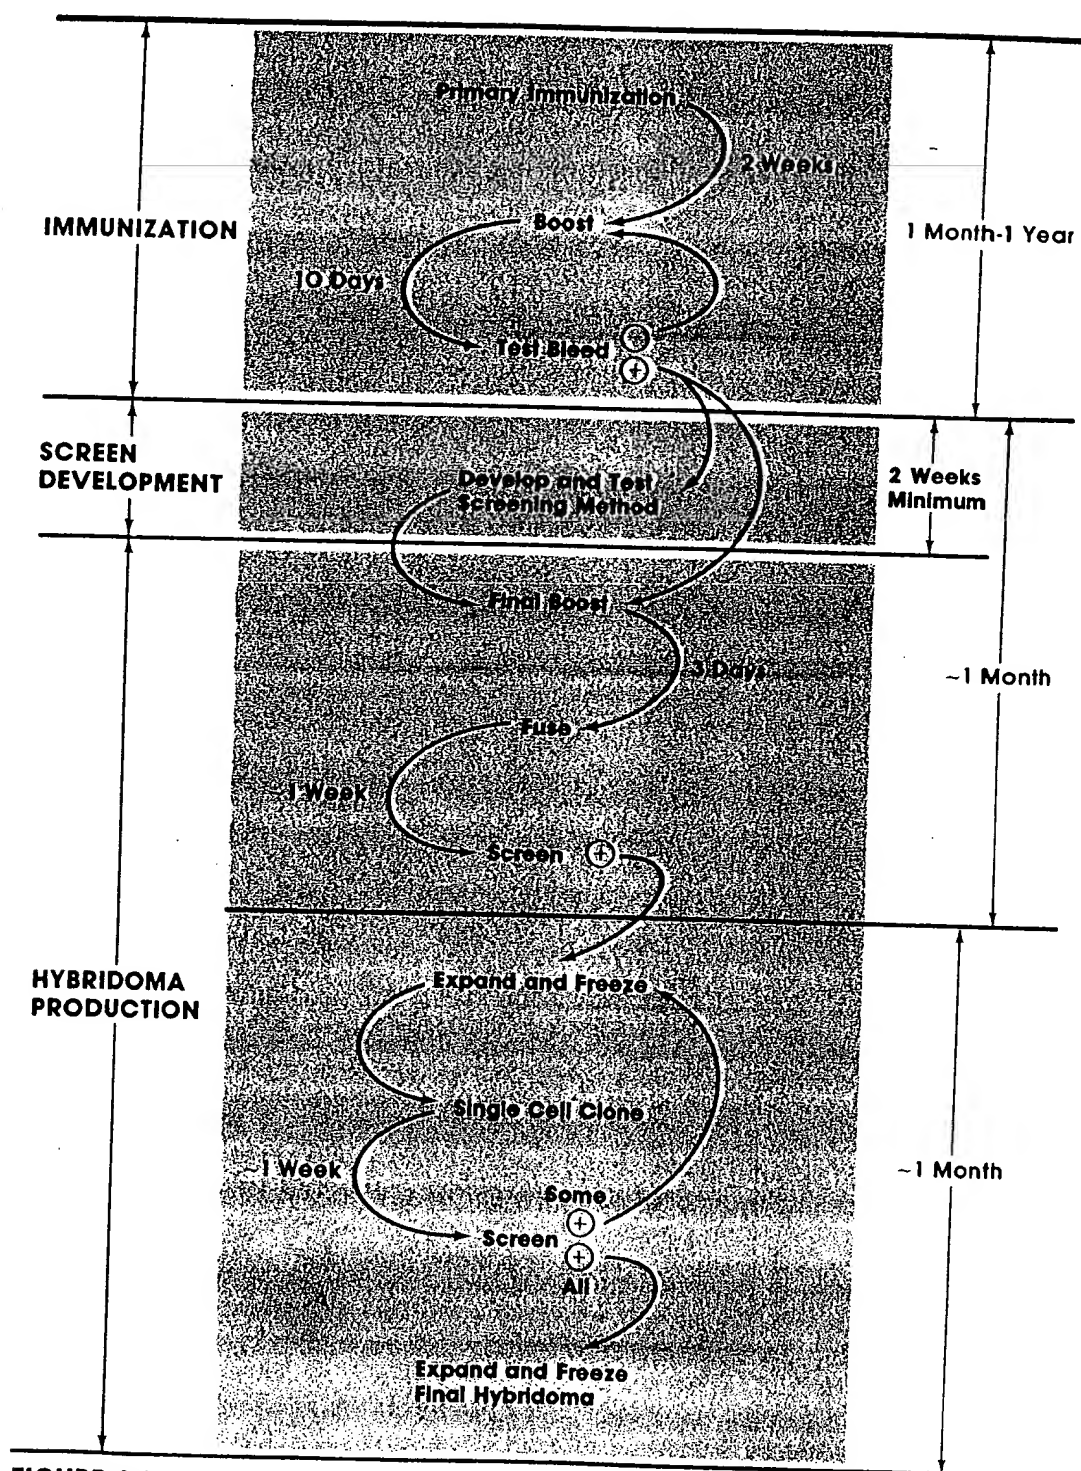 Primary Immunization
2 Weeks
IMMUNIZATION
Boost
1 Month-1 Year
10 Days
Test Bleed
+
SCREEN
DEVELOPMENT
Develop and Test
Screening Method
2 Weeks
Minimum
Final Boost
3 Days
~1 Month
Fuse
~1 Week
Screen +
HYBRIDOMA
PRODUCTION
Expand and Freeze
Single Cell Clone
~1 Week
~1 Month
Some
+
Screen
+
All
Expand and Freeze
Final Hybridoma